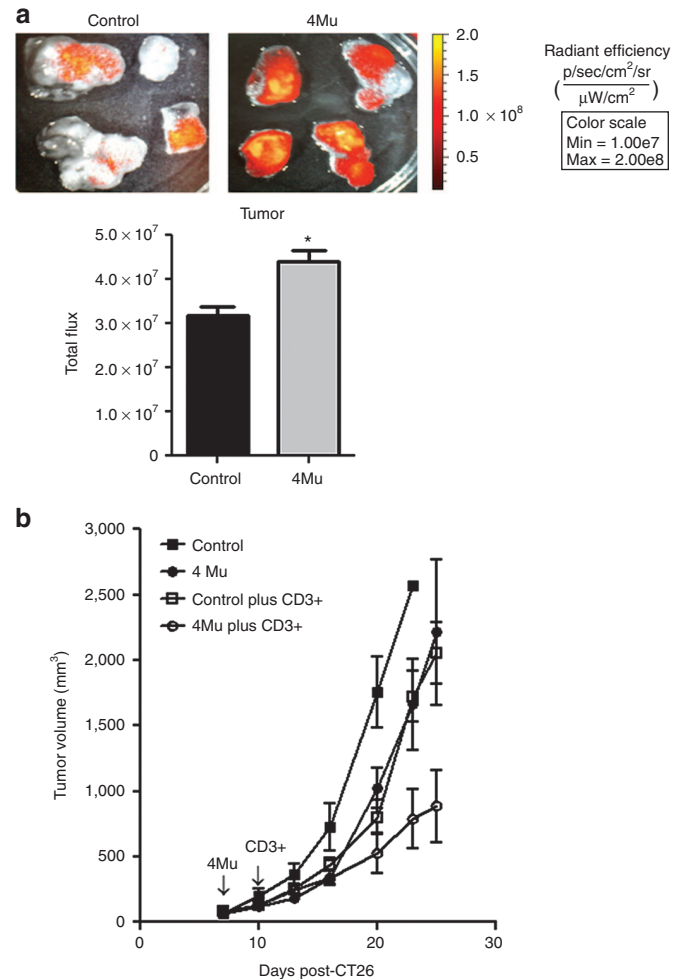 a
Control
4Mu
2.0
1.0 × 10⁸
0.5
Radiant efficiency
(p/sec/cm²/sr
µW/cm²)
Color scale
Min = 1.00e7
Max = 2.00e8
Tumor
5.0 × 10⁷
4.0 × 10⁷
3.0 × 10⁷
2.0 × 10⁷
1.0 × 10⁷
0
Total flux
*
Control
4Mu
b
3,000
2,500
2,000
1,500
1,000
500
0
Tumor volume (mm³)
Control
4 Mu
Control plus CD3+
4Mu plus CD3+
4Mu
CD3+
0
10
20
30
Days post-CT26